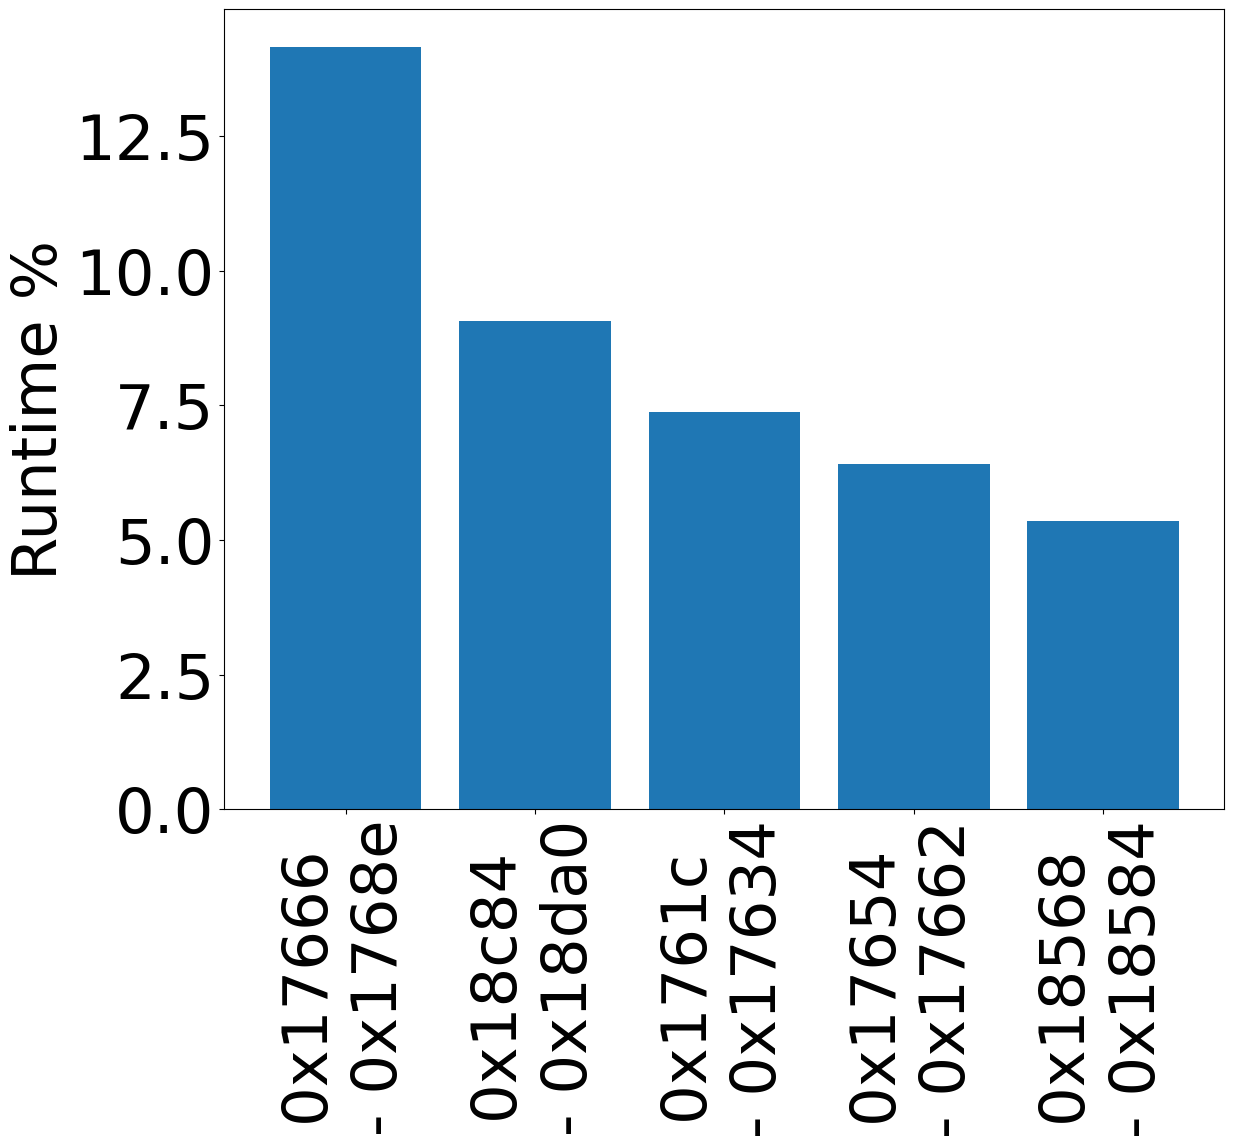 Runtime %
12.5
10.0
7.5
5.0
2.5
0.0
0x17666
- 0x1768e
0x18c84
- 0x18da0
0x1761c
- 0x17634
0x17654
- 0x17662
0x18568
- 0x18584